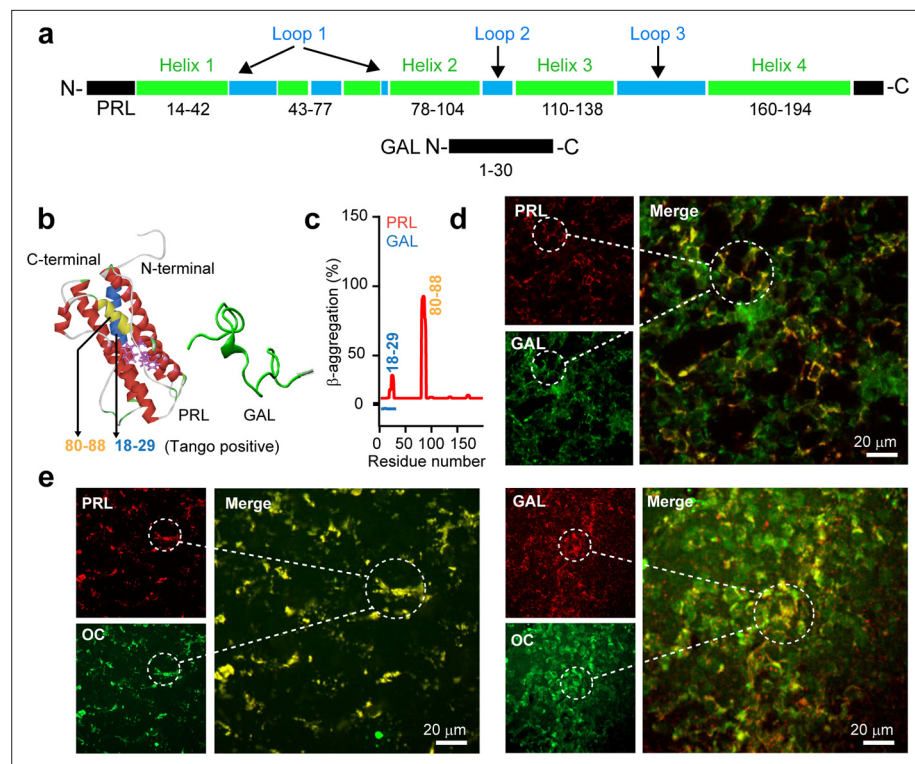 a
Loop 1
Loop 2
Loop 3
Helix 1
Helix 2
Helix 3
Helix 4
N-
-C
PRL
14-42
43-77
78-104
110-138
160-194
GAL N-
-C
1-30
b
C-terminal
N-terminal
PRL
GAL
80-88
18-29
(Tango positive)
c
β-aggregation (%)
150
100
50
0
PRL
GAL
18-29
80-88
0
50
100
150
Residue number
d
PRL
GAL
Merge
20 μm
e
PRL
OC
Merge
20 μm
GAL
OC
Merge
20 μm